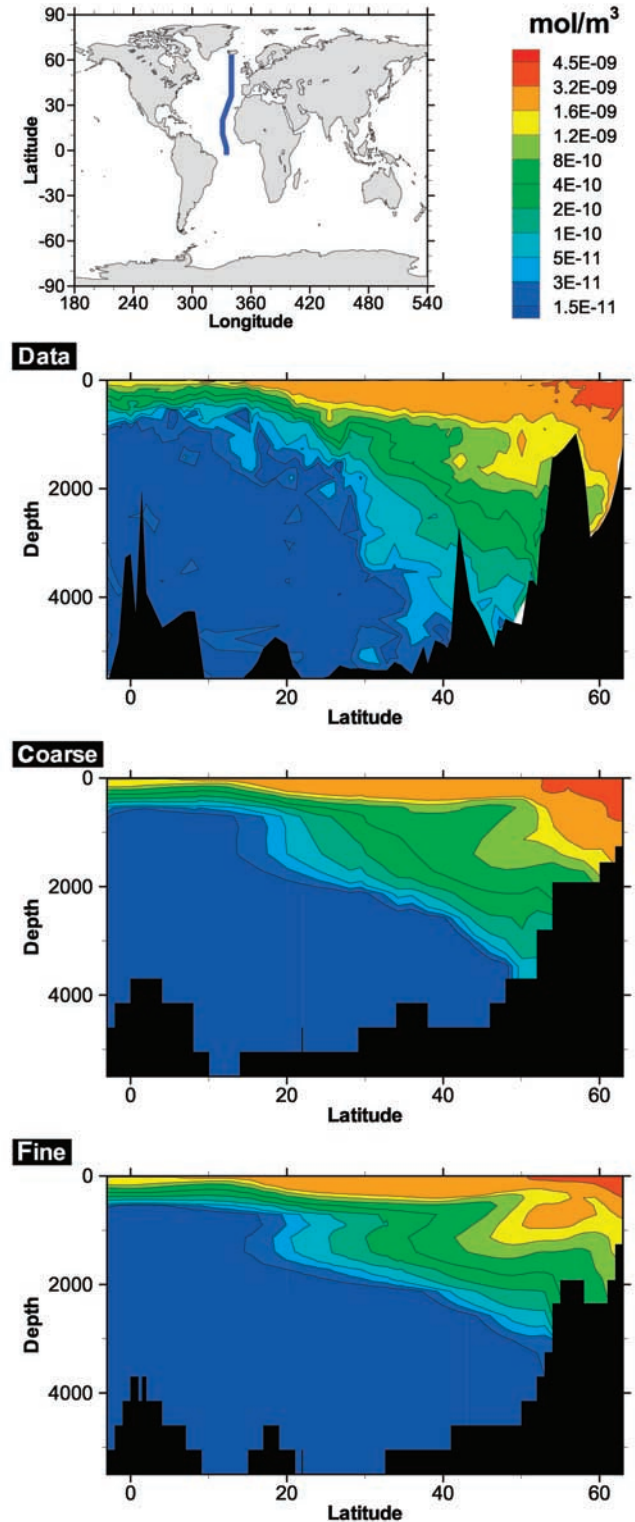 90
60
30
0
-30
-60
-90
Latitude
180 240 300 360 420 480 540
Longitude
mol/m³
4.5E-09
3.2E-09
1.6E-09
1.2E-09
8E-10
4E-10
2E-10
1E-10
5E-11
3E-11
1.5E-11
Data
0
2000
4000
Depth
0 20 40 60
Latitude
Coarse
0
2000
4000
Depth
0 20 40 60
Latitude
Fine
0
2000
4000
Depth
0 20 40 60
Latitude